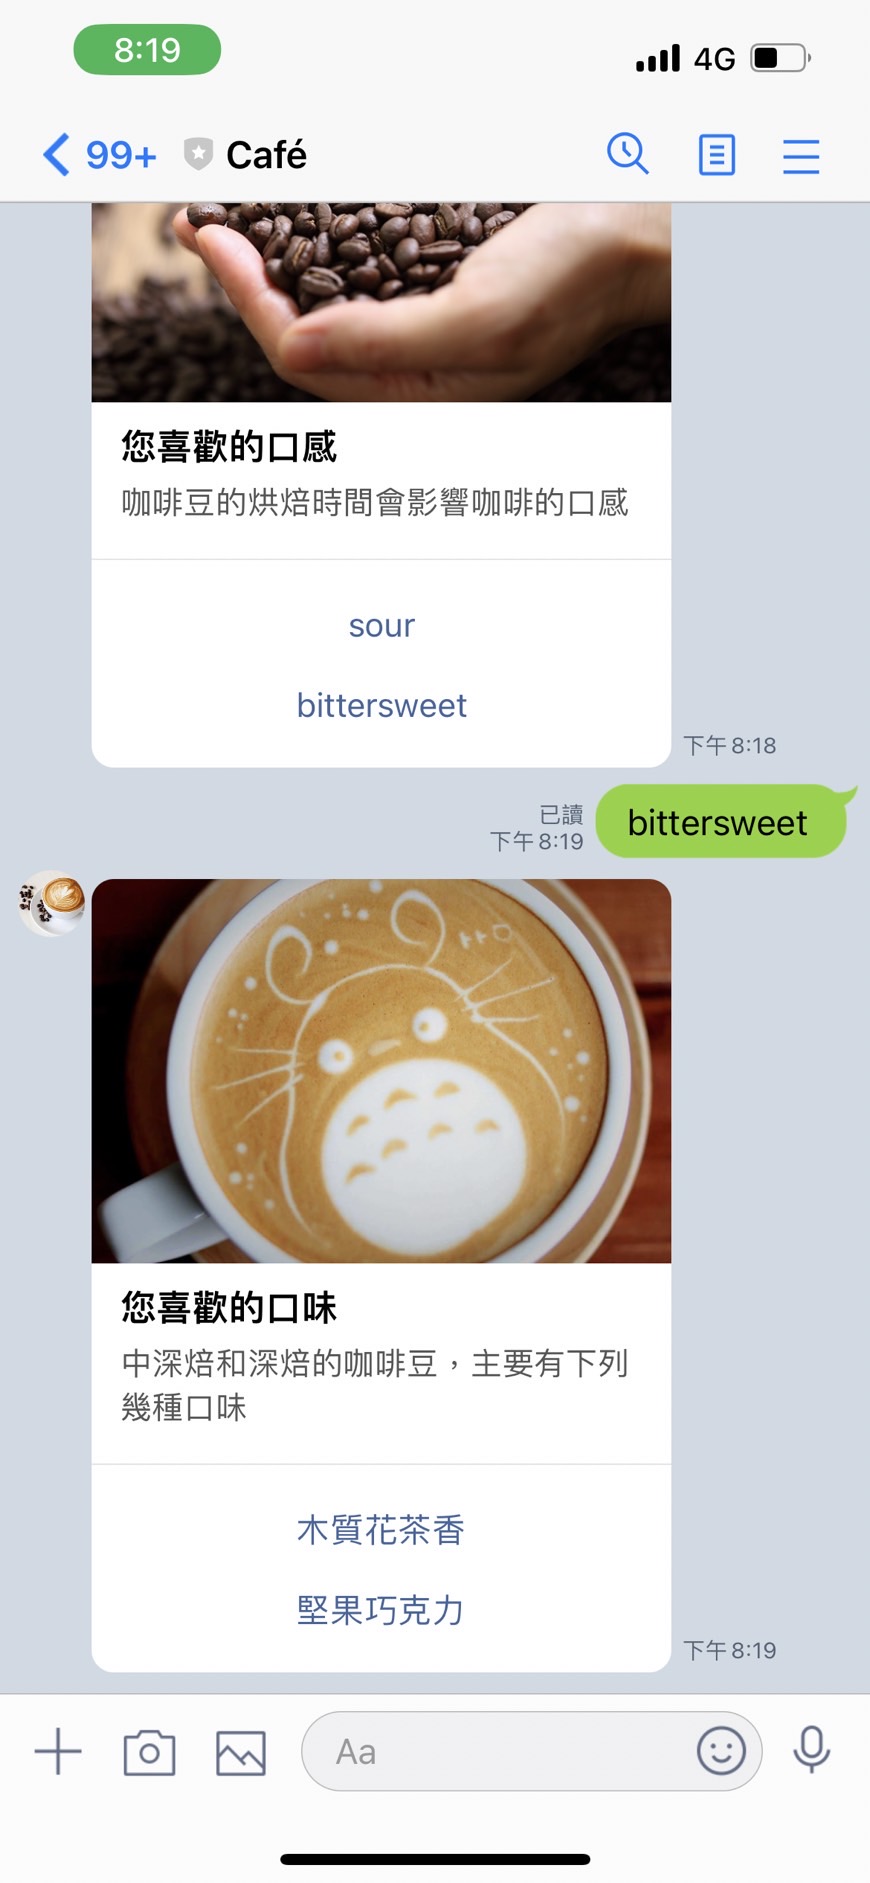 8:19
4G
99+
Café
您喜歡的口感
咖啡豆的烘焙時間會影響咖啡的口感
sour
bittersweet
下午 8:18
已讀
下午 8:19
bittersweet
您喜歡的口味
中深焙和深焙的咖啡豆，主要有下列
幾種口味
木質花茶香
堅果巧克力
下午 8:19
Aa